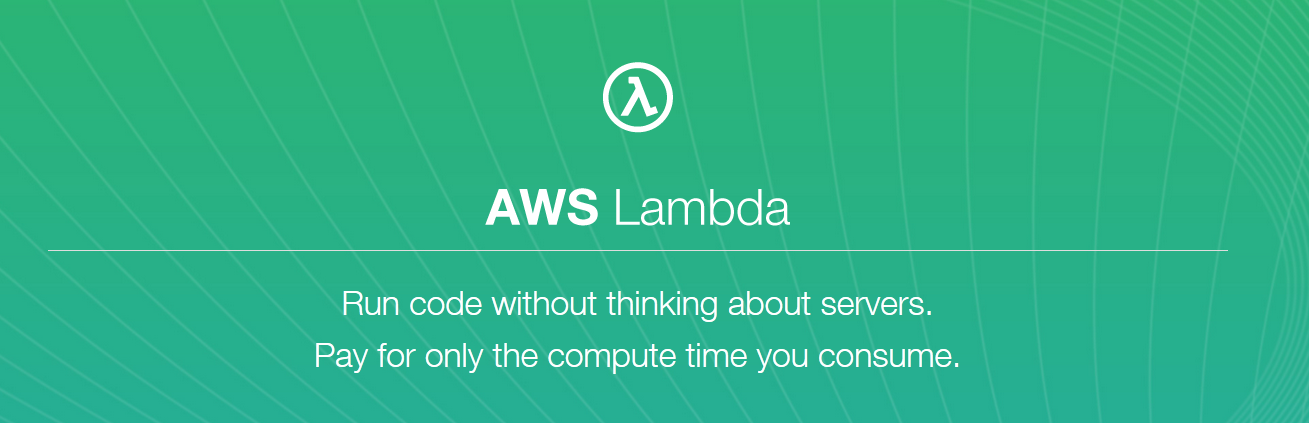 λ
AWS Lambda
Run code without thinking about servers.
Pay for only the compute time you consume.